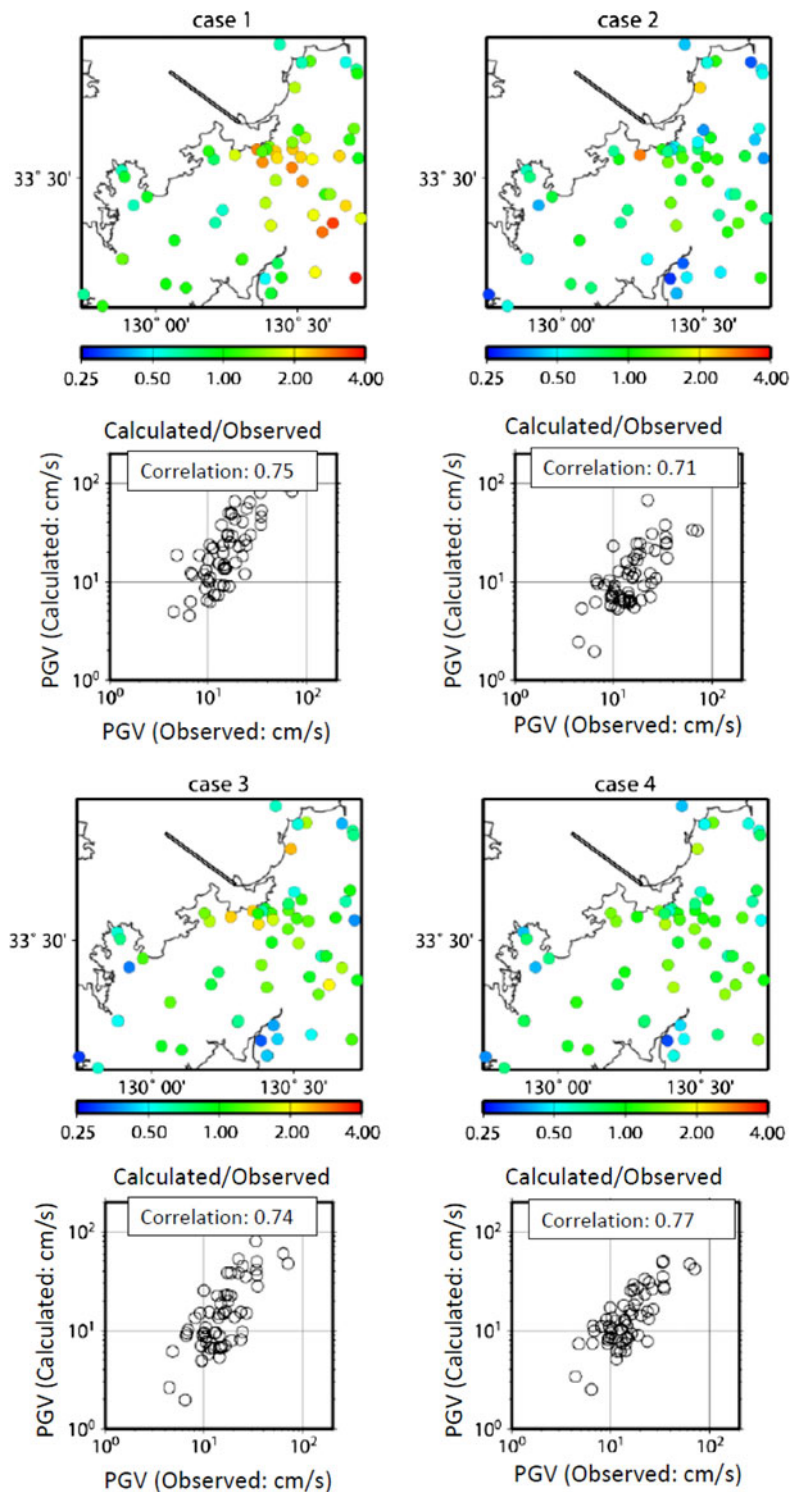 case 1
case 2
33° 30'
33° 30'
130° 00'
130° 30'
130° 00'
130° 30'
0.25 0.50 1.00 2.00 4.00
0.25 0.50 1.00 2.00 4.00
Calculated/Observed
Calculated/Observed
Correlation: 0.75
Correlation: 0.71
PGV (Calculated: cm/s)
10²
10¹
10⁰
10⁰ 10¹ 10²
PGV (Observed: cm/s)
PGV (Calculated: cm/s)
10²
10¹
10⁰
10⁰ 10¹ 10²
PGV (Observed: cm/s)
case 3
case 4
33° 30'
33° 30'
130° 00'
130° 30'
130° 00'
130° 30'
0.25 0.50 1.00 2.00 4.00
0.25 0.50 1.00 2.00 4.00
Calculated/Observed
Calculated/Observed
Correlation: 0.74
Correlation: 0.77
PGV (Calculated: cm/s)
10²
10¹
10⁰
10⁰ 10¹ 10²
PGV (Observed: cm/s)
PGV (Calculated: cm/s)
10²
10¹
10⁰
10⁰ 10¹ 10²
PGV (Observed: cm/s)